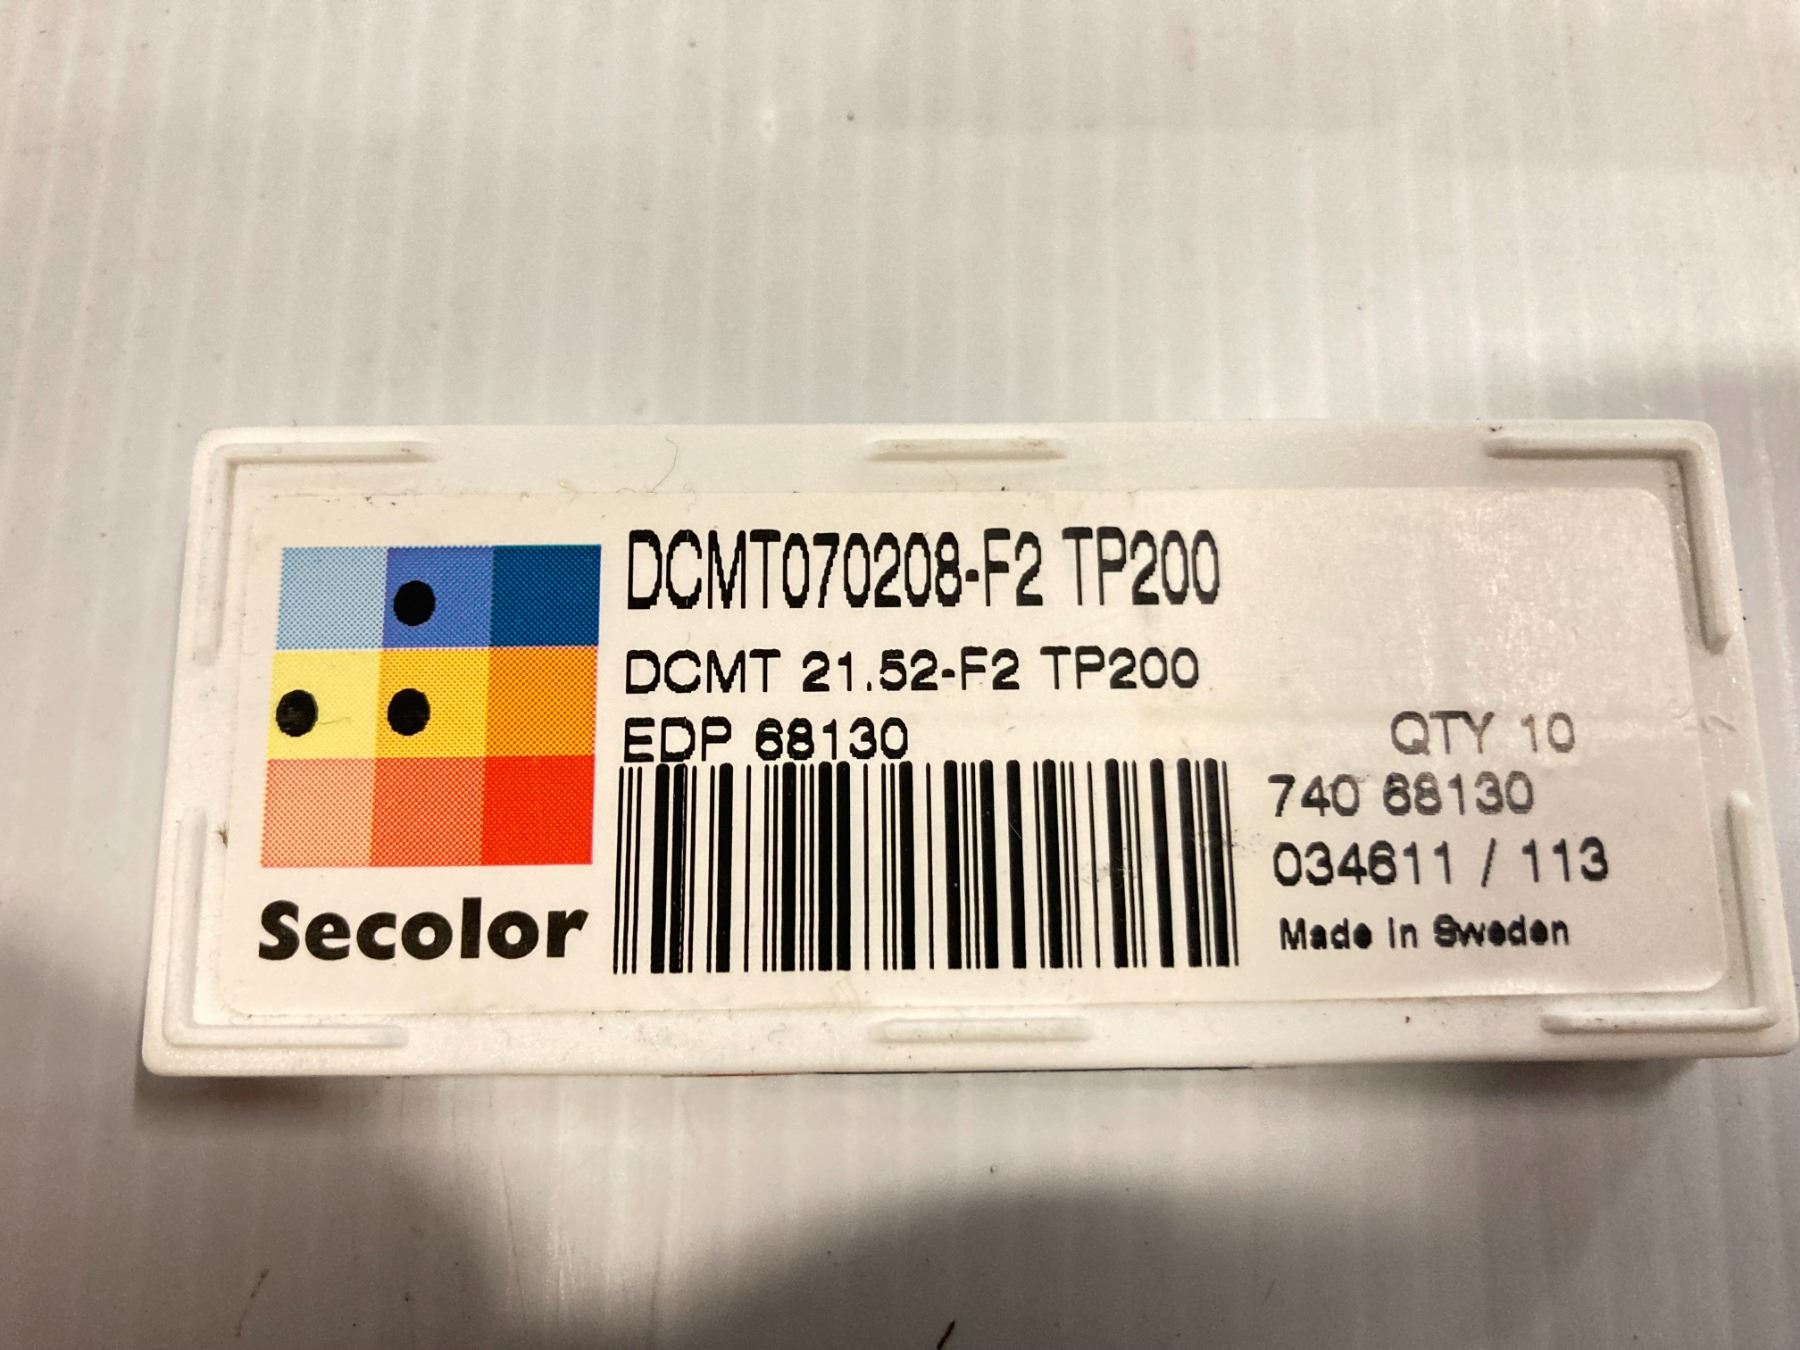 DCMT070208-F2 TP200
DCMT 21.52-F2 TP200
EDP 68130
QTY 10
740 68130
034611 / 113
Made in Sweden
Secolor